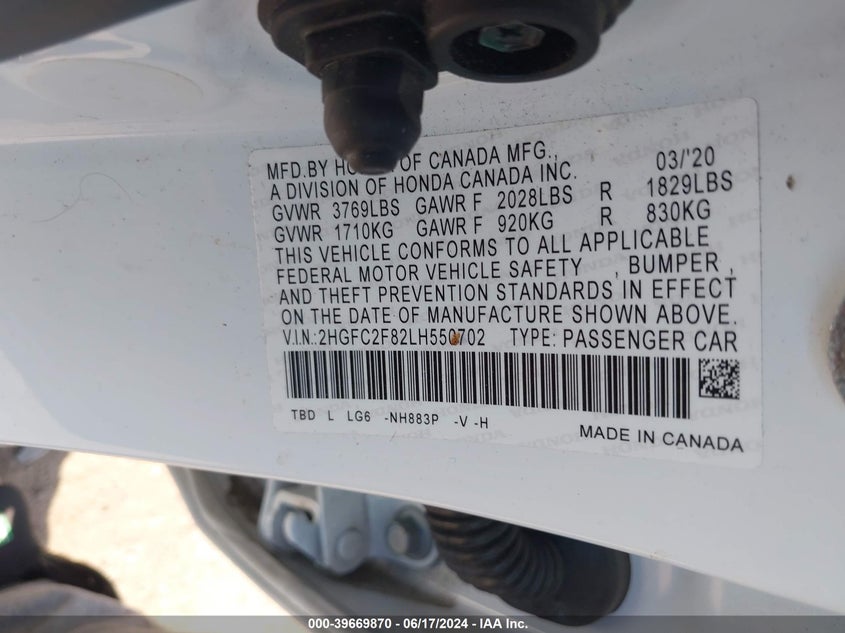 MFD.BY OF CANADA MFG., 03/'20
A DIVISION OF HONDA CANADA INC.
GVWR 3769LBS GAWR F 2028LBS R 1829LBS
GVWR 1710KG GAWR F 920KG R 830KG
THIS VEHICLE CONFORMS TO ALL APPLICABLE
FEDERAL MOTOR VEHICLE SAFETY , BUMPER ,
AND THEFT PREVENTION STANDARDS IN EFFECT
ON THE DATE OF MANUFACTURE SHOWN ABOVE.
V.I.N.:2HGFC2F82LH550702 TYPE: PASSENGER CAR
TBD L LG6 -NH883P -V -H
MADE IN CANADA
000-39669870 - 06/17/2024 - IAA Inc.